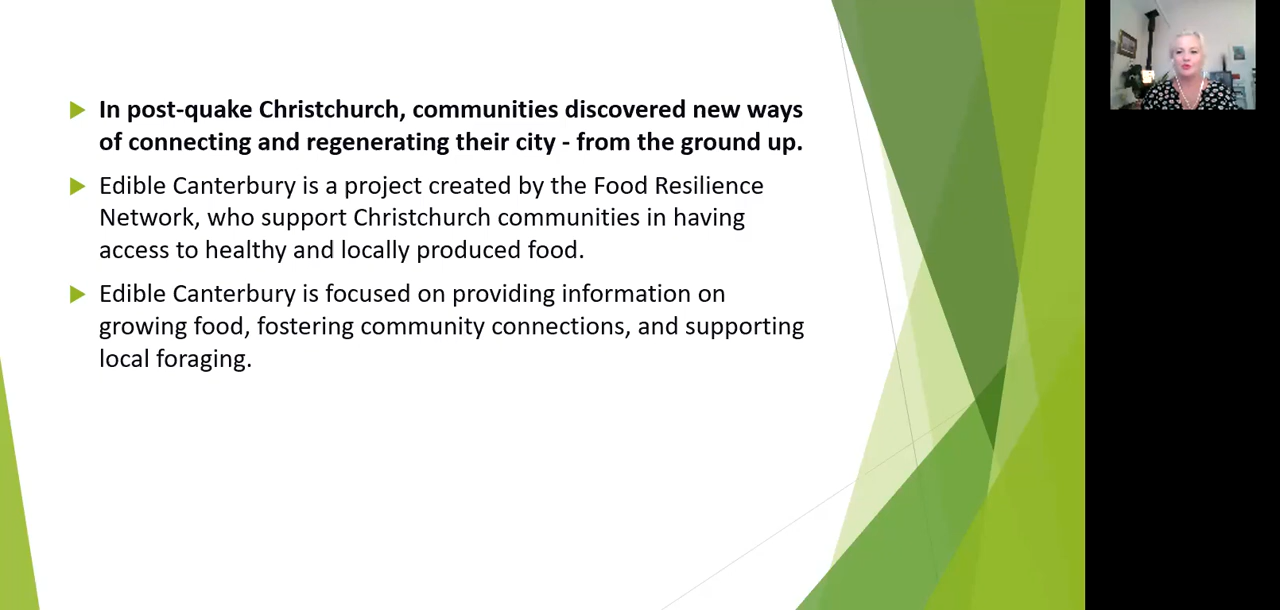 In post-quake Christchurch, communities discovered new ways
of connecting and regenerating their city - from the ground up.
Edible Canterbury is a project created by the Food Resilience
Network, who support Christchurch communities in having
access to healthy and locally produced food.
Edible Canterbury is focused on providing information on
growing food, fostering community connections, and supporting
local foraging.